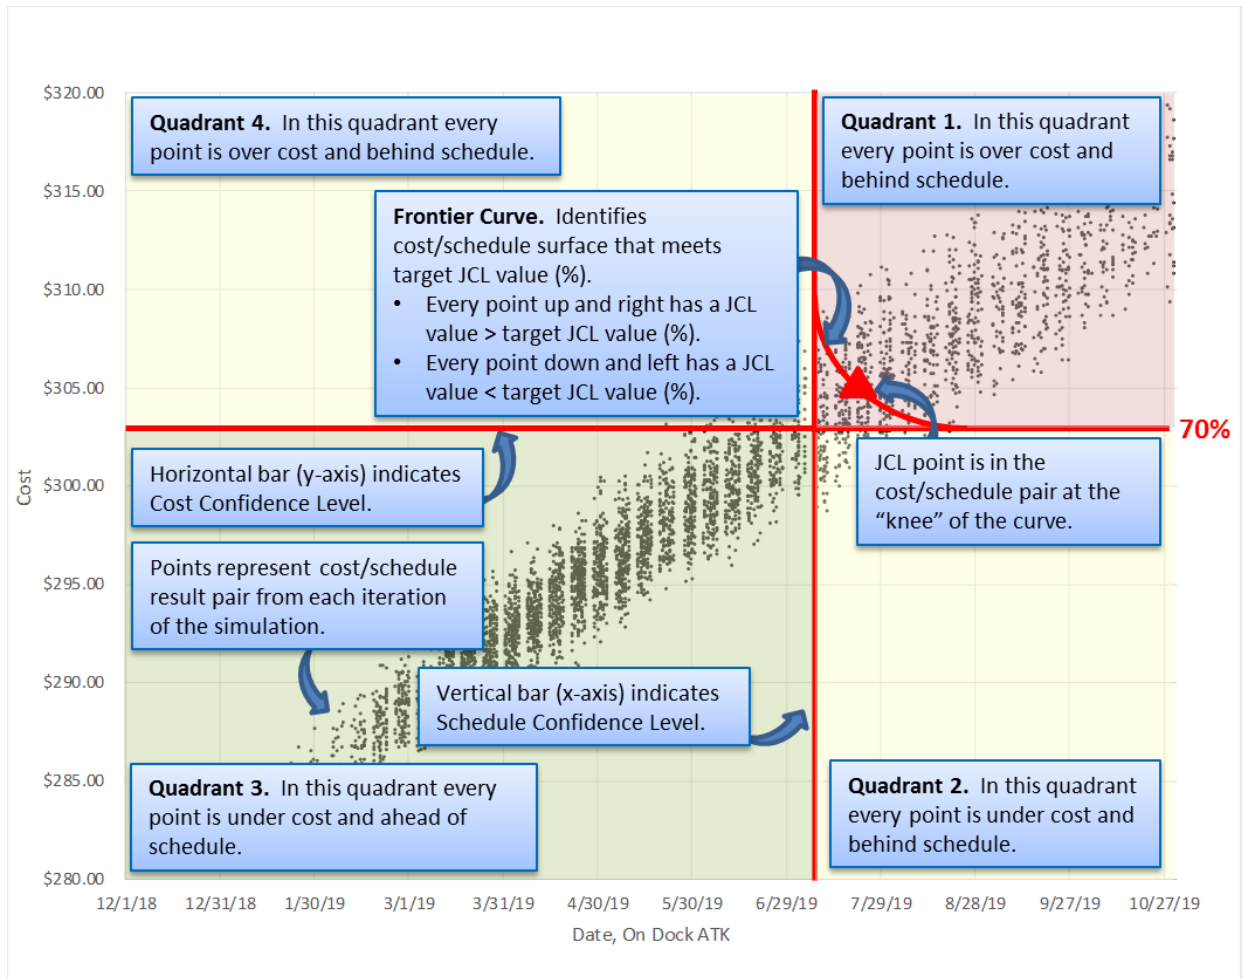 $320.00
$315.00
$310.00
$305.00
$300.00
$295.00
$290.00
$285.00
$280.00
Cost
Quadrant 4. In this quadrant every
point is over cost and behind schedule.
Quadrant 1. In this quadrant
every point is over cost and
behind schedule.
Frontier Curve. Identifies
cost/schedule surface that meets
target JCL value (%).
• Every point up and right has a JCL
value > target JCL value (%).
• Every point down and left has a JCL
value < target JCL value (%).
70%
Horizontal bar (y-axis) indicates
Cost Confidence Level.
JCL point is in the
cost/schedule pair at the
“knee” of the curve.
Points represent cost/schedule
result pair from each iteration
of the simulation.
Vertical bar (x-axis) indicates
Schedule Confidence Level.
Quadrant 3. In this quadrant every
point is under cost and ahead of
schedule.
Quadrant 2. In this quadrant
every point is under cost and
behind schedule.
12/1/18 12/31/18 1/30/19 3/1/19 3/31/19 4/30/19 5/30/19 6/29/19 7/29/19 8/28/19 9/27/19 10/27/19
Date, On Dock ATK